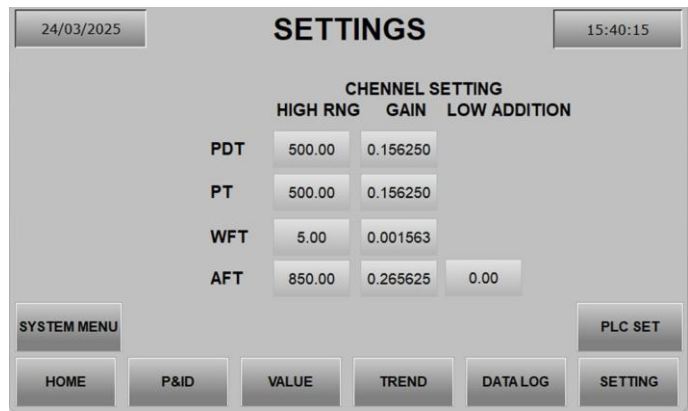 24/03/2025 SETTINGS 15:40:15
CHENNEL SETTING
HIGH RNG GAIN LOW ADDITION
PDT 500.00 0.156250
PT 500.00 0.156250
WFT 5.00 0.001563
AFT 850.00 0.265625 0.00
SYSTEM MENU PLC SET
HOME P&ID VALUE TREND DATA LOG SETTING